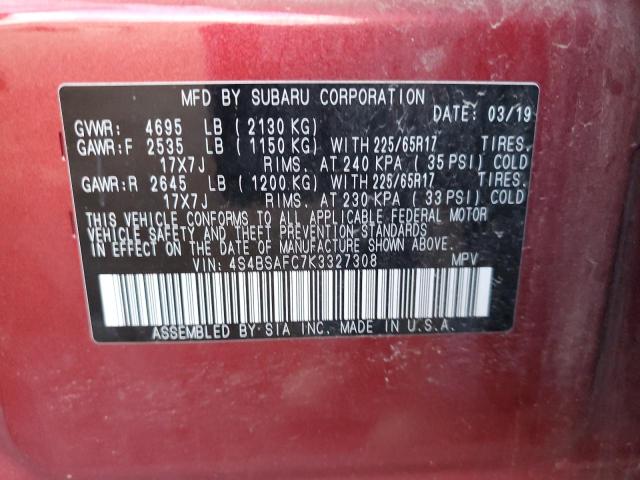 MFD BY SUBARU CORPORATION
DATE: 03/19
GVWR: 4695 LB ( 2130 KG)
GAWR:F 2535 LB ( 1150 KG) WITH 225/65R17 TIRES.
17X7J RIMS. AT 240 KPA ( 35 PSI) COLD
GAWR:R 2645 LB ( 1200 KG) WITH 225/65R17 TIRES.
17X7J RIMS. AT 230 KPA ( 33 PSI) COLD
THIS VEHICLE CONFORMS TO ALL APPLICABLE FEDERAL MOTOR
VEHICLE SAFETY AND THEFT PREVENTION STANDARDS
IN EFFECT ON THE DATE OF MANUFACTURE SHOWN ABOVE.
VIN: 4S4BSAFC7K3327308 MPV
ASSEMBLED BY SIA INC. MADE IN U.S.A.